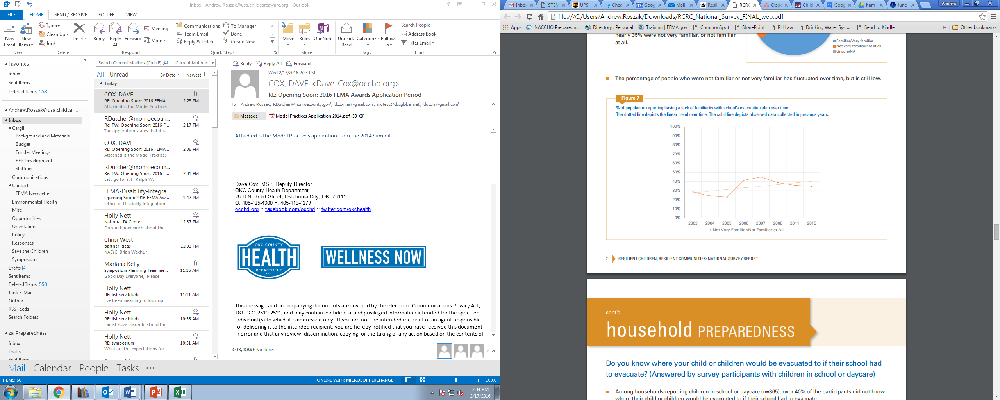 Inbox - Andrew.Roszak@usa.childcareaware.org - Outlook
FILE HOME SEND / RECEIVE FOLDER VIEW
New Email
New Items
Ignore
Clean Up
Junk
Delete
Reply
Reply All
Forward
Meeting
More
Communications
Team Email
Reply & Delete
To Manager
Done
Create New
Move
Rules
OneNote
Unread/ Read
Categorize
Follow Up
Search People
Address Book
Filter Email
New Delete Respond Quick Steps Move Tags Find
Favorites
Inbox
Sent Items
Deleted Items 553
Andrew.Roszak@usa.childcar...
Inbox
Cargill
Background and Materials
Budget
Funder Meetings
RFP Development
Staffing
Communications
Contacts
FEMA Newsletter
Environmental Health
Misc
Opportunities
Orientation
Policy
Responses
Save the Children
Symposium
Drafts [4]
Sent Items
Deleted Items 553
Junk E-Mail
Outbox
RSS Feeds
Search Folders
za-Preparedness
Inbox
Drafts
Sent Items
Search Current Mailbox (Ctrl+E) Current Mailbox
All Unread By Date Newest
Today
COX, DAVE
RE: Opening Soon: 2016 FEMA... 2:23 PM
Attached is the Model Practices
RDutcher@monroecoun...
Re: FW: Opening Soon: 2016 F... 2:17 PM
The application states that it is
COX, DAVE
RE: Opening Soon: 2016 FEMA... 2:06 PM
Attached is the Model Practices
RDutcher@monroecoun...
Re: FW: Opening Soon: 2016 F... 2:01 PM
Lets go for it ! Ralph W.
FEMA-Disability-Integra...
Opening Soon: 2016 FEMA Aw... 1:47 PM
Office of Disability Integration
Holly Nett
National TA Center 12:37 PM
Do you know much about the
Chrisi West
partner ideas 12:03 PM
NAEYC Brian Wachur
Marlana Kelly
Symposium Planning Team me... 11:16 AM
Good Day Everyone, Please
Holly Nett
RE: list serv blurb 11:11 AM
I've been meaning to look up
Holly Nett
RE: list serv blurb 10:56 AM
I must have misunderstood the
Holly Nett
RE: symposium 10:51 AM
What are the expectations for
Reply Reply All Forward
Wed 2/17/2016 2:23 PM
COX, DAVE <Dave_Cox@occhd.org>
RE: Opening Soon: 2016 FEMA Awards Application Period
To Andrew Roszak; 'RDutcher@monroecounty.gov'; 'dcoxmail@gmail.com'; 'motesc@sbcglobal.net'; 'dutchr@gmail.com'
Message Model Practices Application 2014.pdf (53 KB)
Attached is the Model Practices application from the 2014 Summit.
Dave Cox, MS :: Deputy Director
OKC-County Health Department
2600 NE 63rd Street, Oklahoma City, OK 73111
O: 405-425-4300 F: 405-419-4279
occhd.org :: facebook.com/occhd :: twitter.com/okchealth
OKC-COUNTY
HEALTH
DEPARTMENT
WELLNESS NOW
This message and accompanying documents are covered by the electronic Communications Privacy Act,
18 U.S.C. 2510-2521, and may contain confidential and privileged information intended for the specified
individual (s) to which it is addressed only. If you are not the intended recipient or an agent responsible
for delivering it to the intended recipient, you are hereby notified that you have received this document
in error and that any review, dissemination, copying, or the taking of any action based on the contents of
COX, DAVE No Items
Mail Calendar People Tasks
ITEMS: 60 ONLINE WITH: MICROSOFT EXCHANGE 100%
2:34 PM
2/17/2016
Inbo STEM UPS: Chea Goog Mail Resili RCRC Oppo Child Goog ham June Andrew
file:///C:/Users/Andrew.Roszak/Downloads/RCRC_National_Survey_FINAL_web.pdf
Apps NACCHO Preparedn... Directory : Personal Training | FEMA.gov CommonSpot SharePoint PH Law Drinking Water Syst... Send to Kindle » Other bookmarks
nearly 35% were not very familiar, or not familiar
at all.
Familiar/Very familiar
Not very familiar/not at all
Unsure/NA
The percentage of people who were not familiar or not very familiar has fluctuated over time, but is still low.
Figure 7
% of population reporting having a lack of familiarity with school's evacuation plan over time.
The dotted line depicts the linear trend over time. The solid line depicts observed data collected in previous years.
100%
90%
80%
70%
60%
50%
40%
30%
20%
10%
0%
2003 2004 2005 2006 2007 2008 2011 2015
Not Very Familiar/Not Familiar at All
7 RESILIENT CHILDREN, RESILIENT COMMUNITIES: NATIONAL SURVEY REPORT
cont'd
household PREPAREDNESS
Do you know where your child or children would be evacuated to if their school had
to evacuate? (Answered by survey participants with children in school or daycare)
Among households reporting children in school or daycare (n=365), over 40% of the participants did not know
where their child or children would be evacuated to if their school had to evacuate.